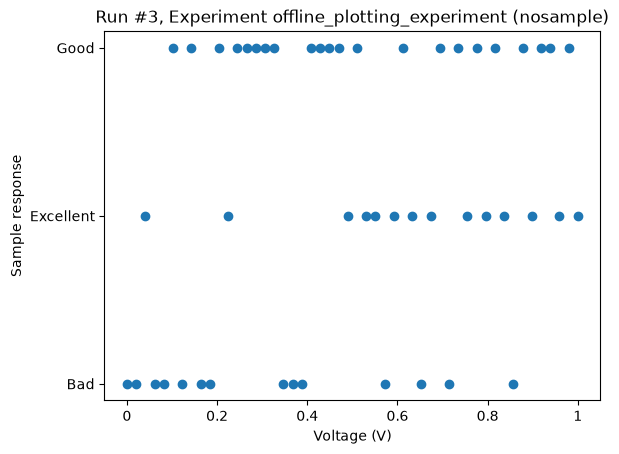 Run #3, Experiment offline_plotting_experiment (nosample)
Good
Excellent
Bad
Sample response
0
0.2
0.4
0.6
0.8
1
Voltage (V)